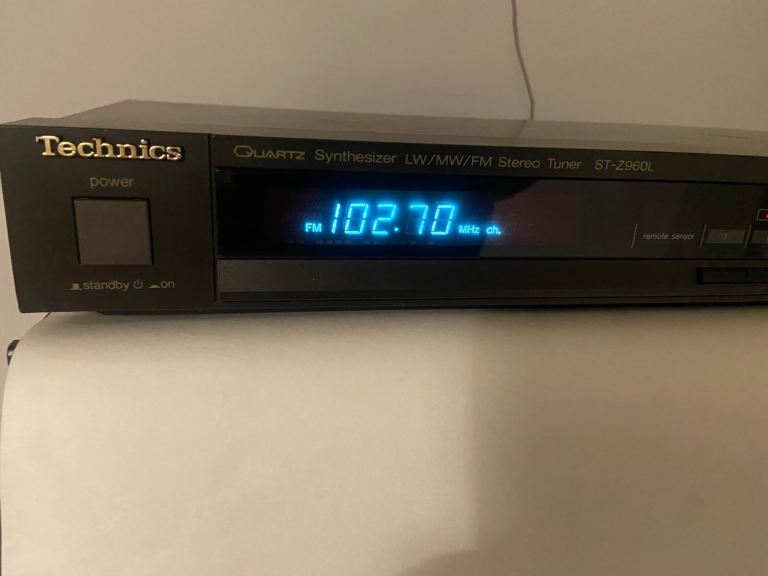 Technics
power
standby on
QUARTZ Synthesizer LW/MW/FM Stereo Tuner ST-Z960L
FM 102.70 MHz ch.
remote sensor
1